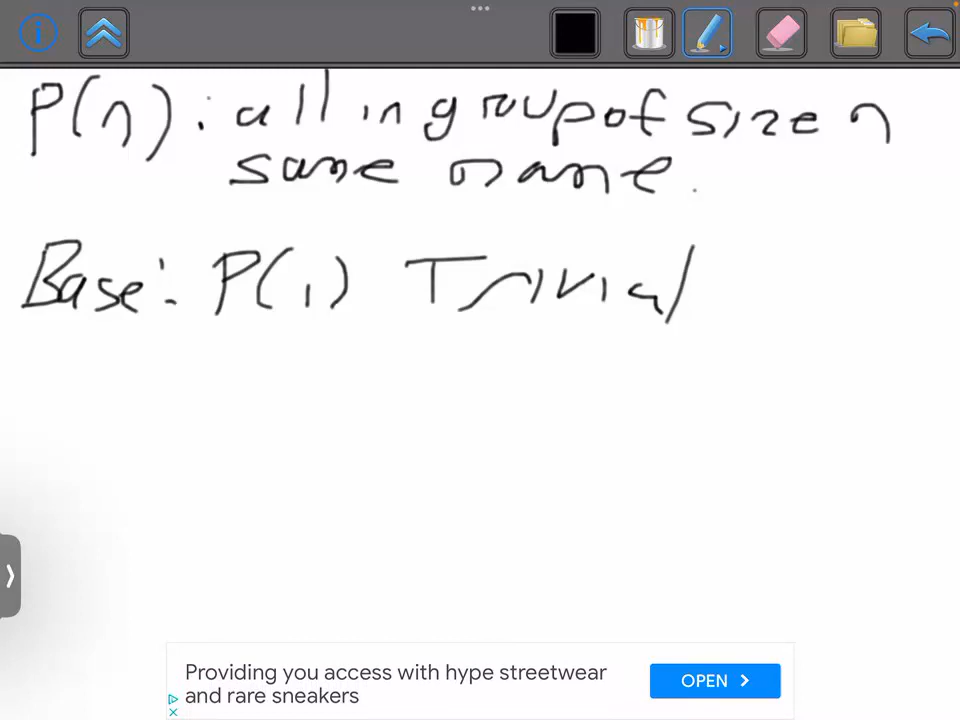 P(n): all in group of size n
same name.
Base: P(1) Trivial
Providing you access with hype streetwear
and rare sneakers
OPEN